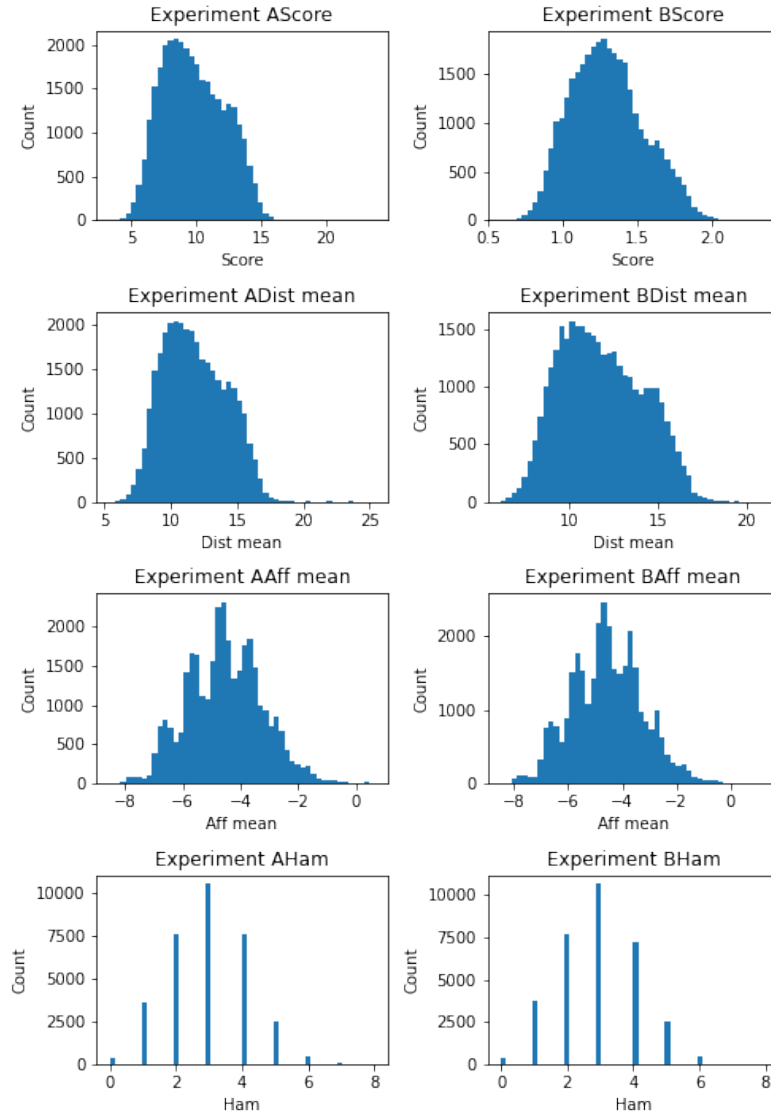 Experiment AScore
Count
2000
1500
1000
500
0
5 10 15 20
Score
Experiment BScore
Count
1500
1000
500
0
0.5 1.0 1.5 2.0
Score
Experiment ADist mean
Count
2000
1500
1000
500
0
5 10 15 20 25
Dist mean
Experiment BDist mean
Count
1500
1000
500
0
10 15 20
Dist mean
Experiment AAff mean
Count
2000
1500
1000
500
0
−8 −6 −4 −2 0
Aff mean
Experiment BAff mean
Count
2000
1000
0
−8 −6 −4 −2 0
Aff mean
Experiment AHam
Count
10000
7500
5000
2500
0
0 2 4 6 8
Ham
Experiment BHam
Count
10000
7500
5000
2500
0
0 2 4 6 8
Ham